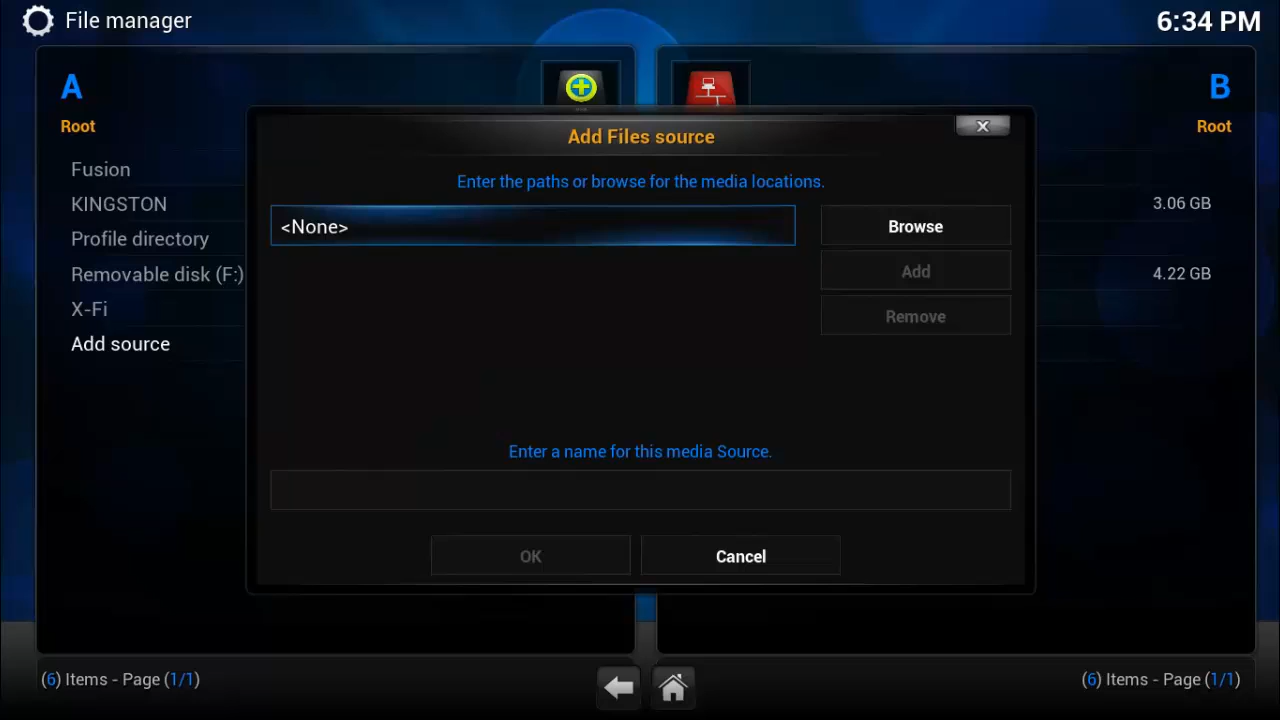 File manager
6:34 PM
A
B
Root
Root
Fusion
KINGSTON
3.06 GB
Profile directory
Removable disk (F:)
4.22 GB
X-Fi
Add source
Add Files source
Enter the paths or browse for the media locations.
<None>
Browse
Add
Remove
Enter a name for this media Source.
OK
Cancel
(6) Items - Page (1/1)
(6) Items - Page (1/1)